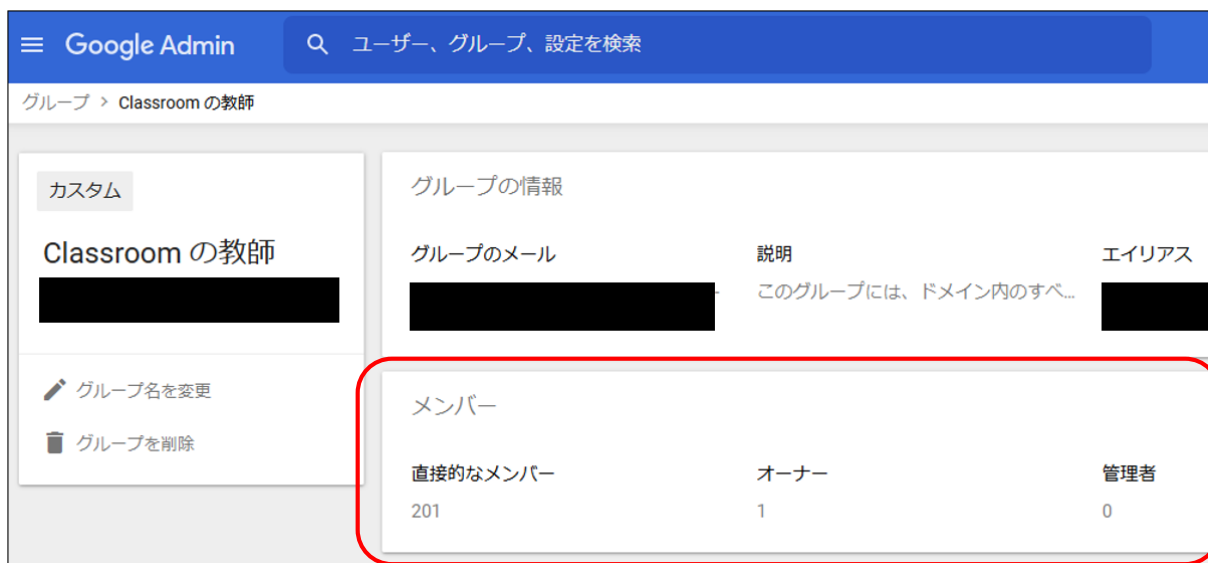 Google Admin
ユーザー、グループ、設定を検索
グループ > Classroom の教師
カスタム
Classroom の教師
グループ名を変更
グループを削除
グループの情報
グループのメール
説明
エイリアス
このグループには、ドメイン内のすべ...
メンバー
直接的なメンバー
オーナー
管理者
201
1
0